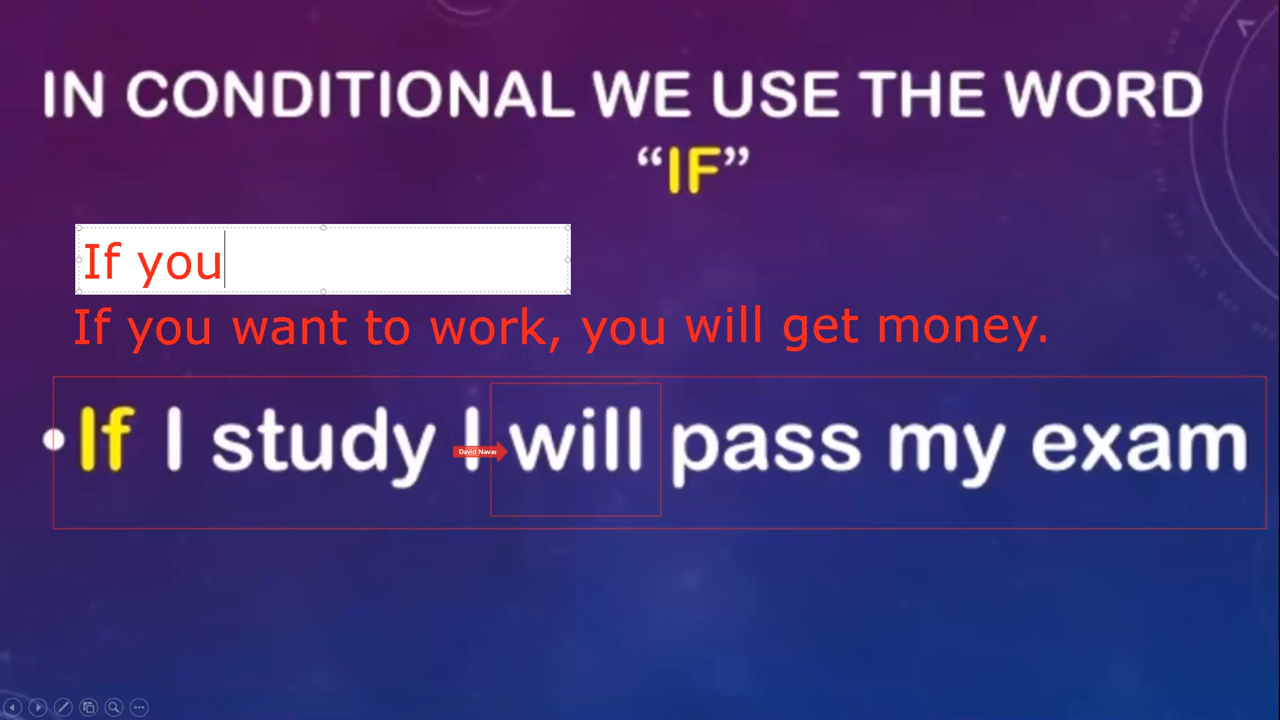 IN CONDITIONAL WE USE THE WORD
“IF”
If you
If you want to work, you will get money.
•If I study I will pass my exam
David Navas